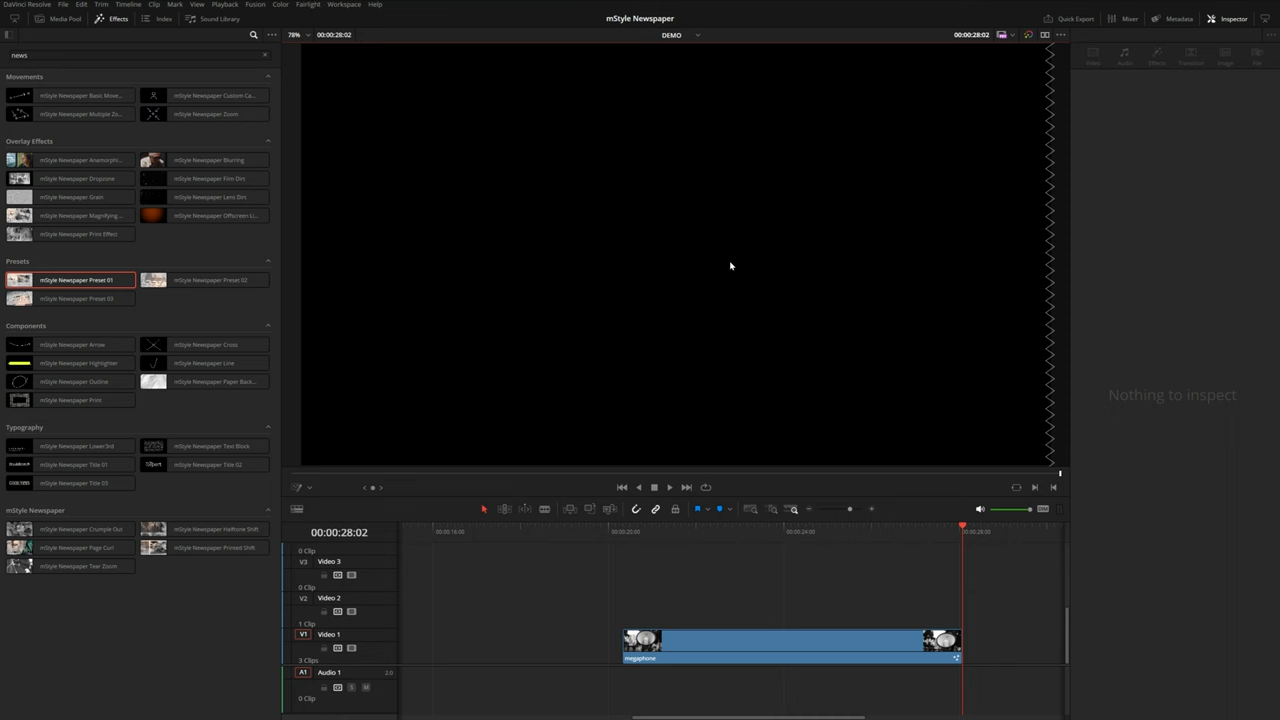 DaVinci Resolve File Edit Trim Timeline Clip Mark View Playback Fusion Color Fairlight Workspace Help
Media Pool Effects Index Sound Library mStyle Newspaper Quick Export Mixer Metadata Inspector
78% 00:00:28:02 DEMO 00:00:28:02
news
Video Audio Effects Transition Image File
Movements
mStyle Newspaper Basic Move... mStyle Newspaper Custom Ca...
mStyle Newspaper Multiple Zo... mStyle Newspaper Zoom
Overlay Effects
mStyle Newspaper Anamorphi... mStyle Newspaper Blurring
mStyle Newspaper Dropzone mStyle Newspaper Film Dirt
mStyle Newspaper Grain mStyle Newspaper Lens Dirt
mStyle Newspaper Magnifying ... mStyle Newspaper Offscreen Li...
mStyle Newspaper Print Effect
Presets
mStyle Newspaper Preset 01 mStyle Newspaper Preset 02
mStyle Newspaper Preset 03
Components
mStyle Newspaper Arrow mStyle Newspaper Cross
mStyle Newspaper Highlighter mStyle Newspaper Line
mStyle Newspaper Outline mStyle Newspaper Paper Back...
mStyle Newspaper Print
Nothing to inspect
Typography
mStyle Newspaper Lower3rd mStyle Newspaper Text Block
mStyle Newspaper Title 01 mStyle Newspaper Title 02
mStyle Newspaper Title 03
mStyle Newspaper
mStyle Newspaper Crumple Out mStyle Newspaper Halftone Shift
mStyle Newspaper Page Curl mStyle Newspaper Printed Shift
mStyle Newspaper Tear Zoom
DIM
00:00:28:02 00:00:16:00 00:00:20:00 00:00:24:00 00:00:28:00
0 Clip
V3 Video 3
0 Clip
V2 Video 2
1 Clip
V1 Video 1
3 Clips
megaphone
A1 Audio 1 2.0
S M
0 Clip